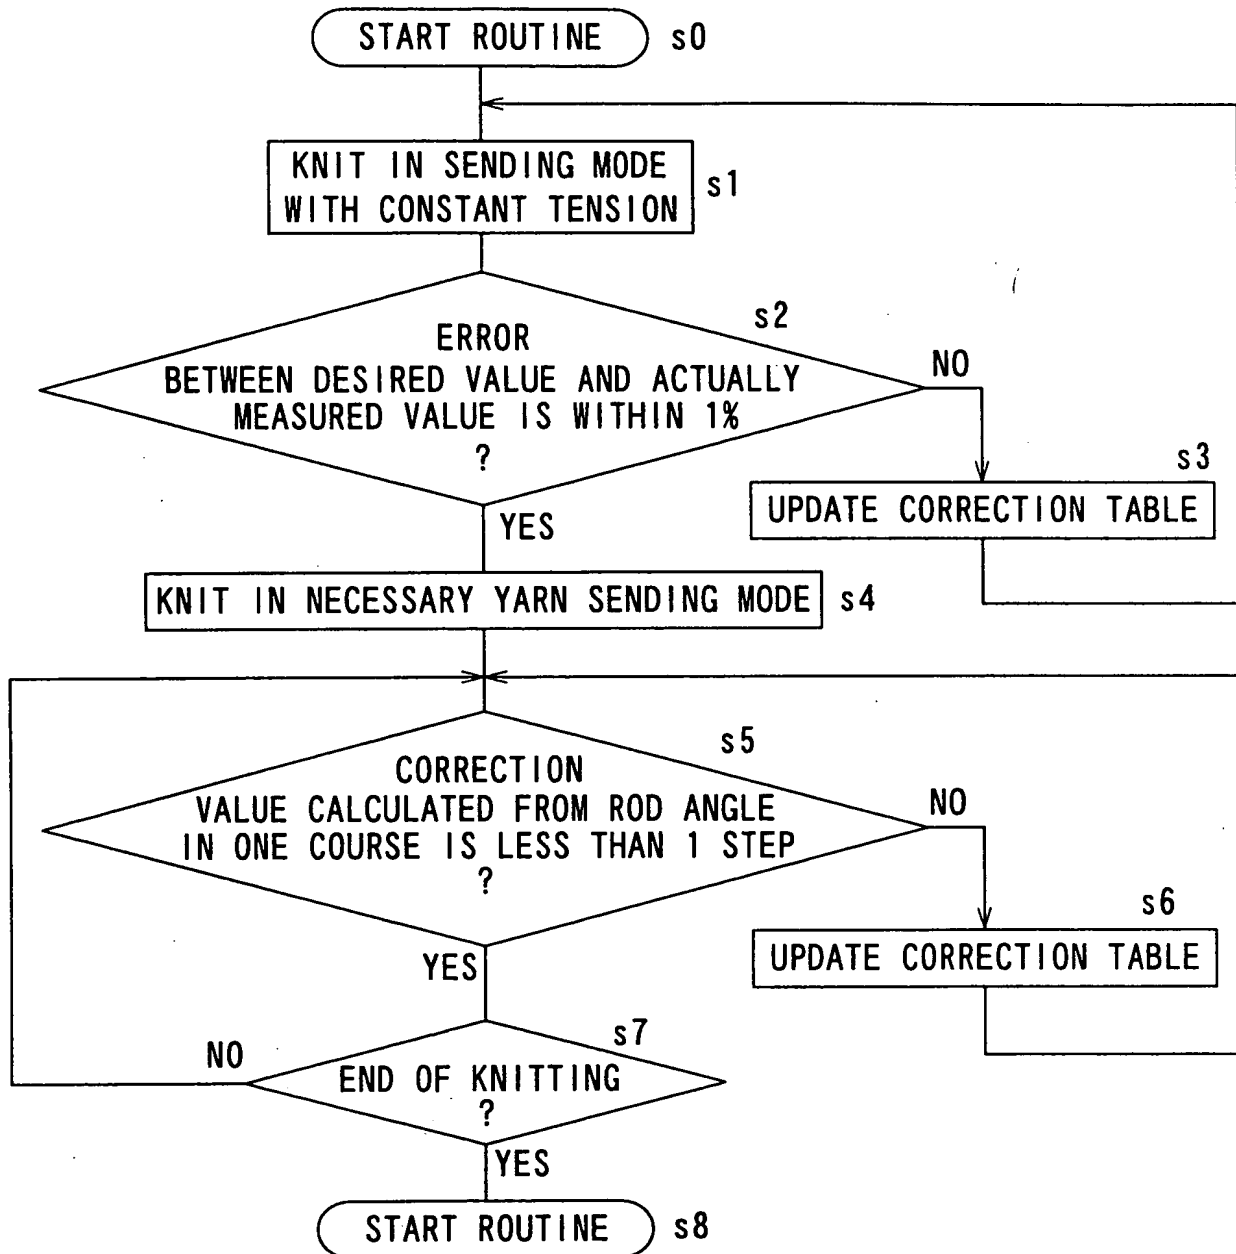 START ROUTINE
s0
KNIT IN SENDING MODE
WITH CONSTANT TENSION
s1
s2
ERROR
BETWEEN DESIRED VALUE AND ACTUALLY
MEASURED VALUE IS WITHIN 1%
?
NO
s3
UPDATE CORRECTION TABLE
YES
KNIT IN NECESSARY YARN SENDING MODE
s4
s5
CORRECTION
VALUE CALCULATED FROM ROD ANGLE
IN ONE COURSE IS LESS THAN 1 STEP
?
NO
s6
UPDATE CORRECTION TABLE
YES
s7
NO
END OF KNITTING
?
YES
START ROUTINE
s8